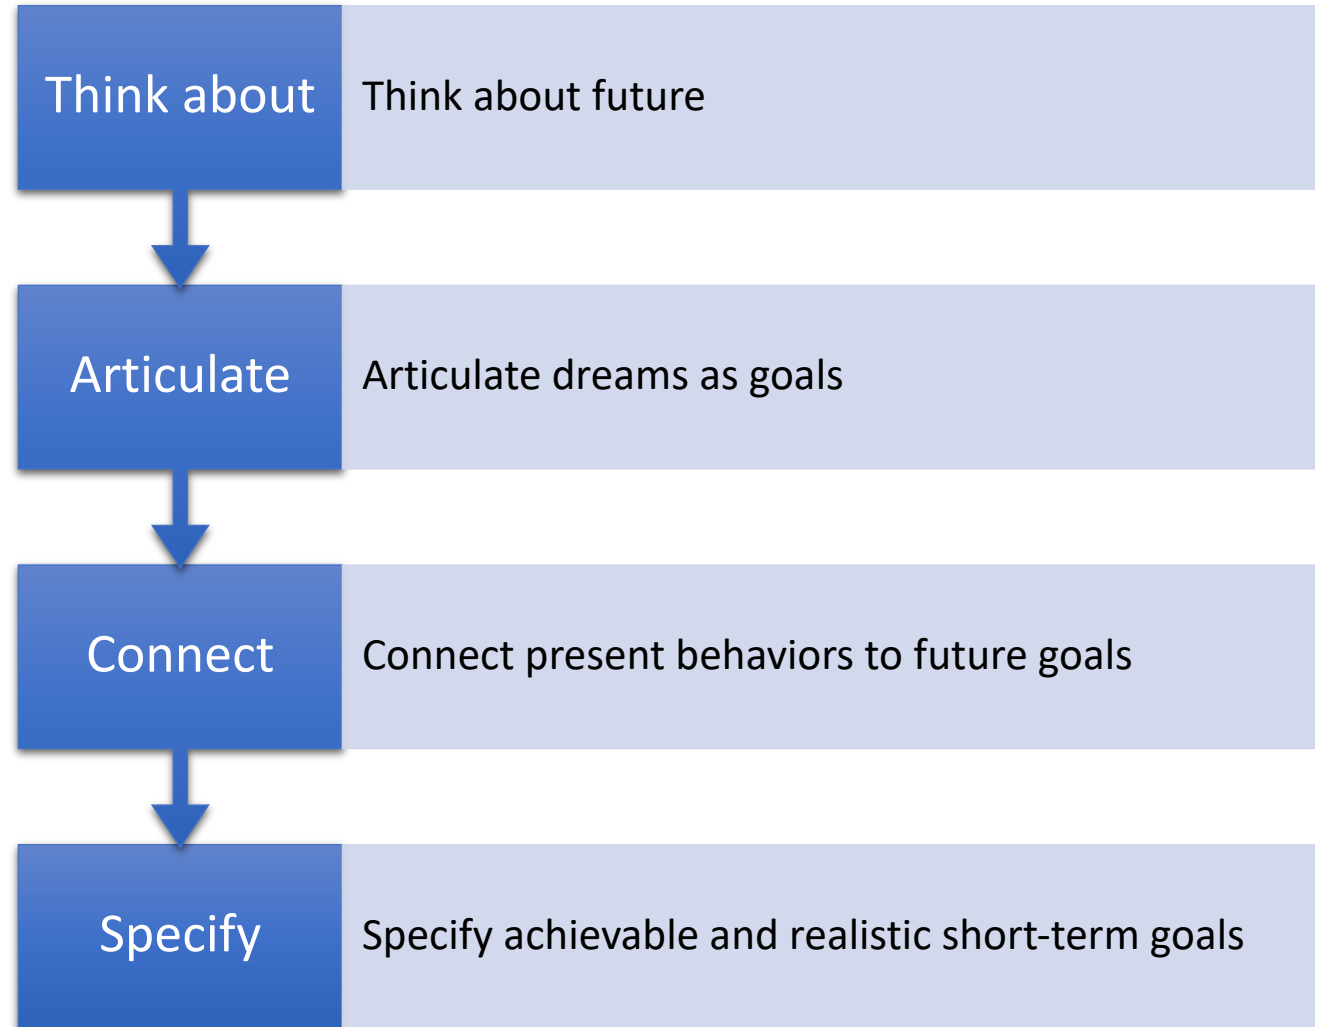 Think about
Think about future
Articulate
Articulate dreams as goals
Connect
Connect present behaviors to future goals
Specify
Specify achievable and realistic short-term goals